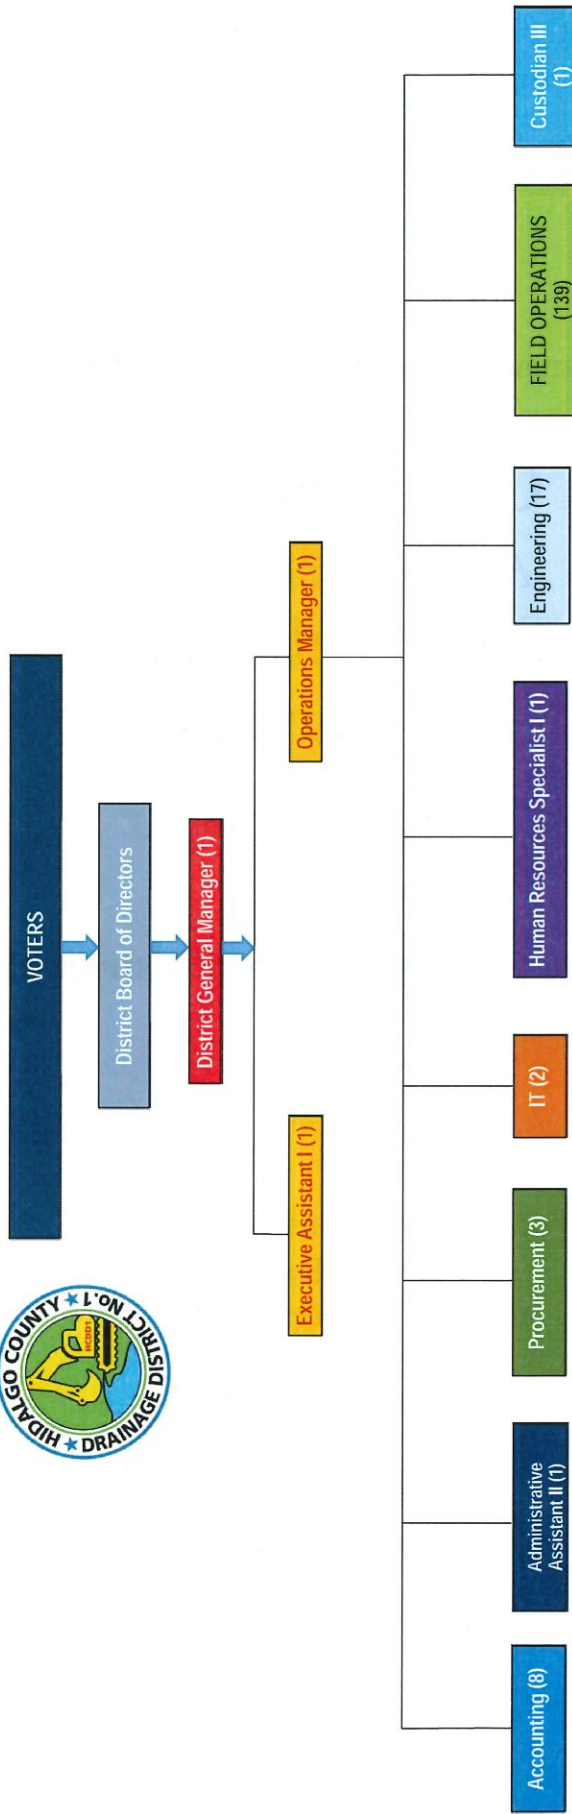 HIDALGO COUNTY
DRAINAGE DISTRICT NO.1
HCDD1
VOTERS
District Board of Directors
District General Manager (1)
Executive Assistant I (1)
Operations Manager (1)
Accounting (8)
Administrative
Assistant II (1)
Procurement (3)
IT (2)
Human Resources Specialist I (1)
Engineering (17)
FIELD OPERATIONS
(139)
Custodian III
(1)